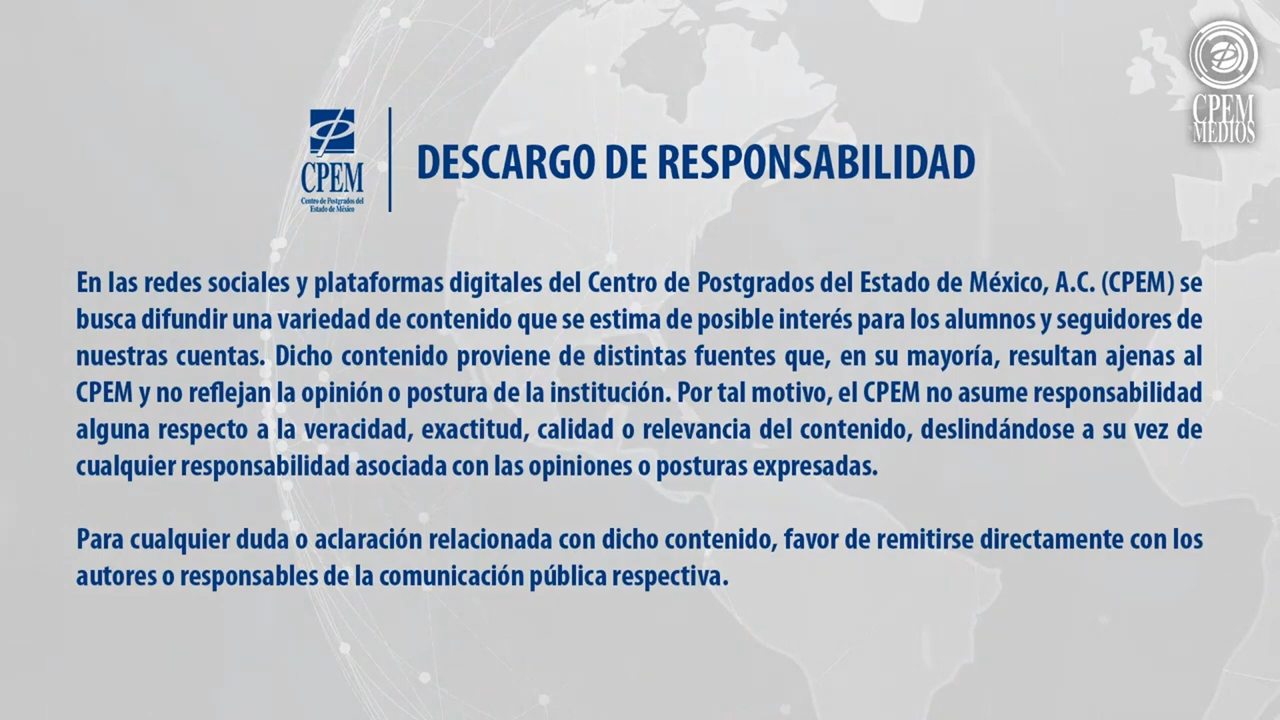 CPEM
MEDIOS
CPEM
Centro de Postgrados del
Estado de México
DESCARGO DE RESPONSABILIDAD
En las redes sociales y plataformas digitales del Centro de Postgrados del Estado de México, A.C. (CPEM) se
busca difundir una variedad de contenido que se estima de posible interés para los alumnos y seguidores de
nuestras cuentas. Dicho contenido proviene de distintas fuentes que, en su mayoría, resultan ajenas al
CPEM y no reflejan la opinión o postura de la institución. Por tal motivo, el CPEM no asume responsabilidad
alguna respecto a la veracidad, exactitud, calidad o relevancia del contenido, deslindándose a su vez de
cualquier responsabilidad asociada con las opiniones o posturas expresadas.
Para cualquier duda o aclaración relacionada con dicho contenido, favor de remitirse directamente con los
autores o responsables de la comunicación pública respectiva.